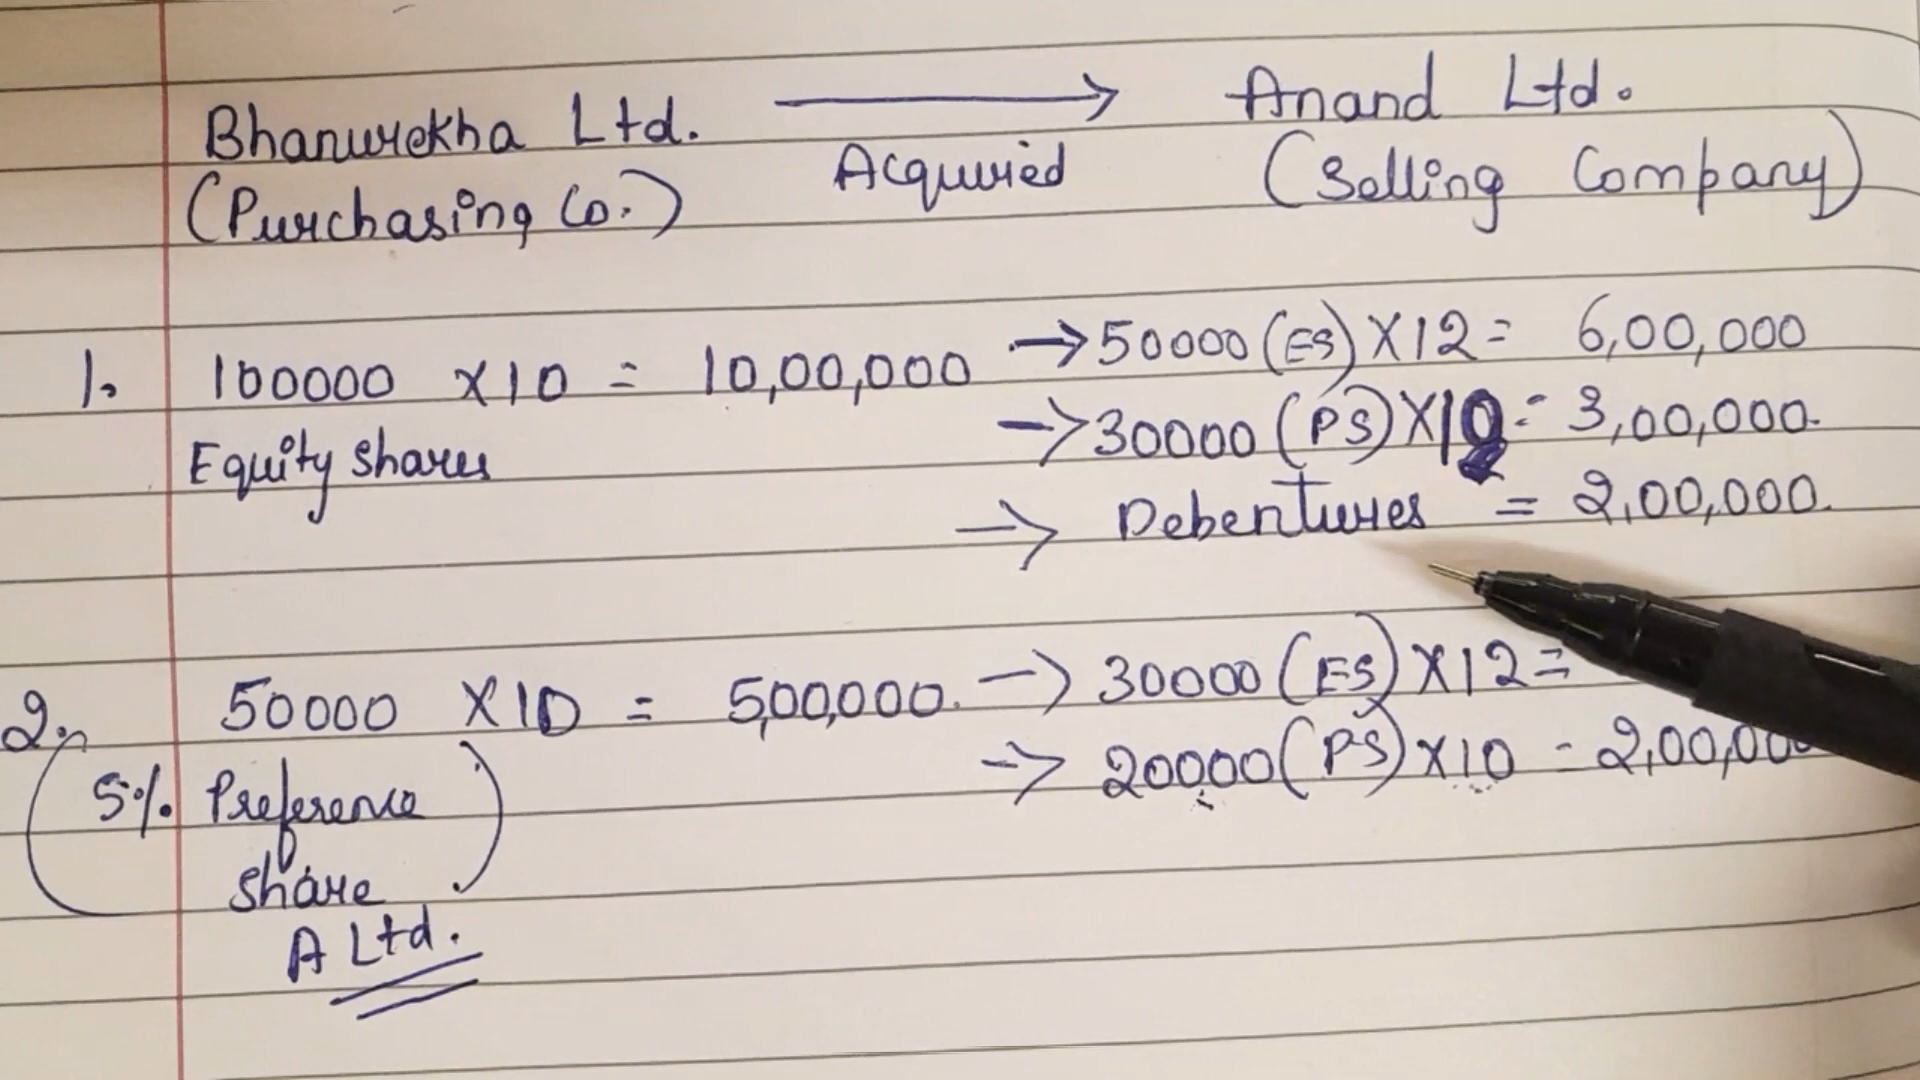 Bhanurekha Ltd. → Anand Ltd.
(Purchasing Co.) Acquried (Selling Company)
1. 100000 X10 = 10,00,000 → 50000 (ES) X12 = 6,00,000
Equity shares → 30000 (PS) X10 = 3,00,000.
→ Debentures = 2,00,000.
2. 50000 X10 = 5,00,000. → 30000 (ES) X12 =
5% Preference → 20000 (PS) X10 = 2,00,000
share
A Ltd.